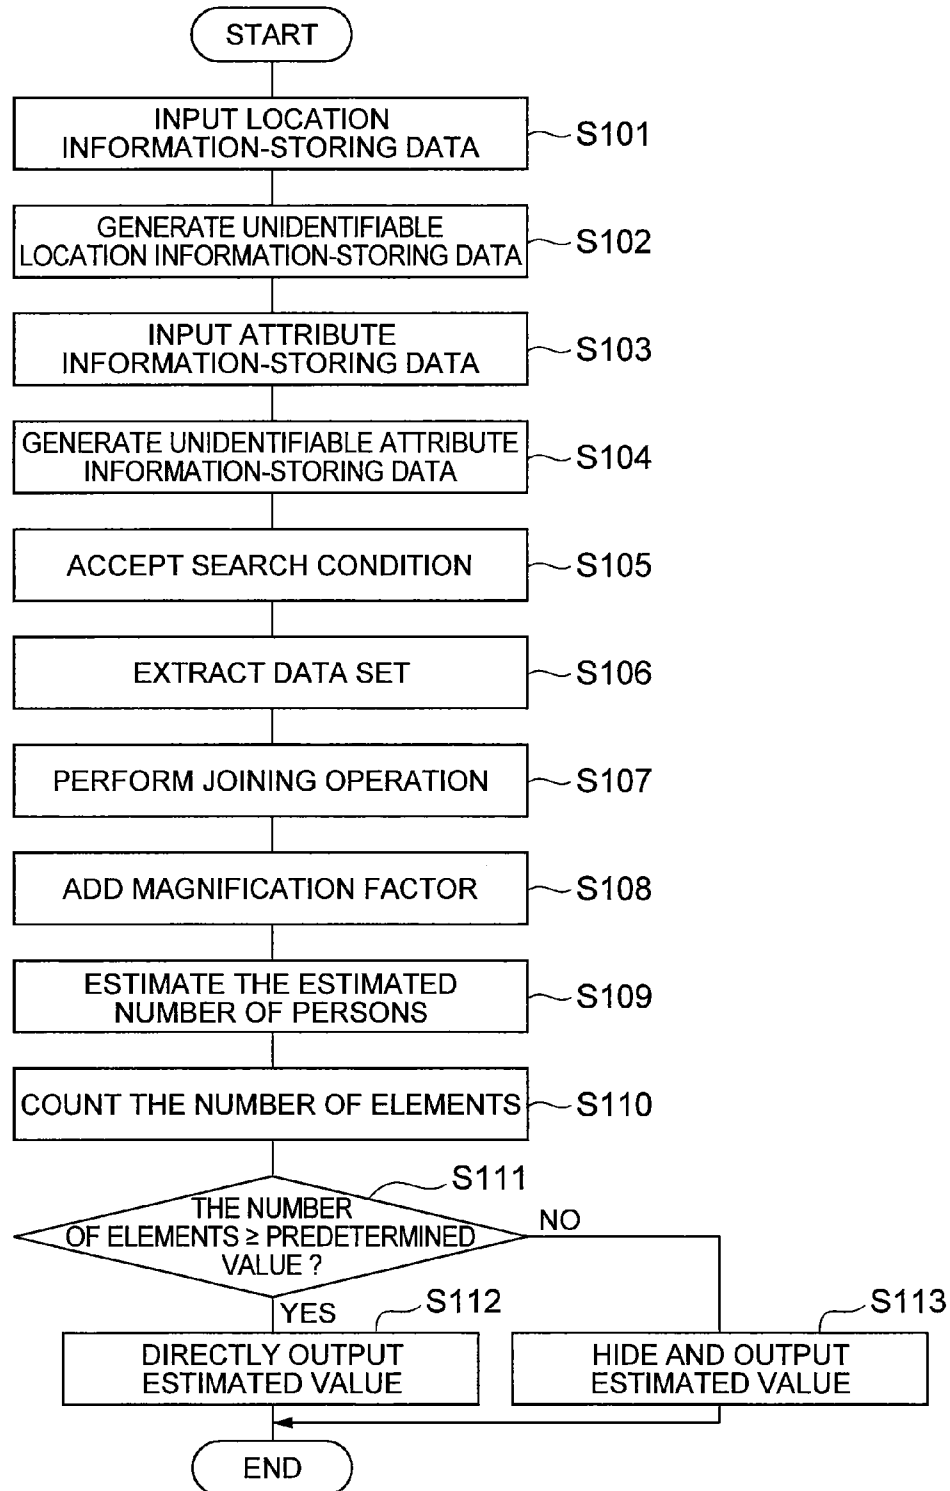 START
INPUT LOCATION
INFORMATION-STORING DATA
S101
GENERATE UNIDENTIFIABLE
LOCATION INFORMATION-STORING DATA
S102
INPUT ATTRIBUTE
INFORMATION-STORING DATA
S103
GENERATE UNIDENTIFIABLE ATTRIBUTE
INFORMATION-STORING DATA
S104
ACCEPT SEARCH CONDITION
S105
EXTRACT DATA SET
S106
PERFORM JOINING OPERATION
S107
ADD MAGNIFICATION FACTOR
S108
ESTIMATE THE ESTIMATED
NUMBER OF PERSONS
S109
COUNT THE NUMBER OF ELEMENTS
S110
THE NUMBER
OF ELEMENTS ≥ PREDETERMINED
VALUE ?
S111
NO
YES
DIRECTLY OUTPUT
ESTIMATED VALUE
S112
HIDE AND OUTPUT
ESTIMATED VALUE
S113
END